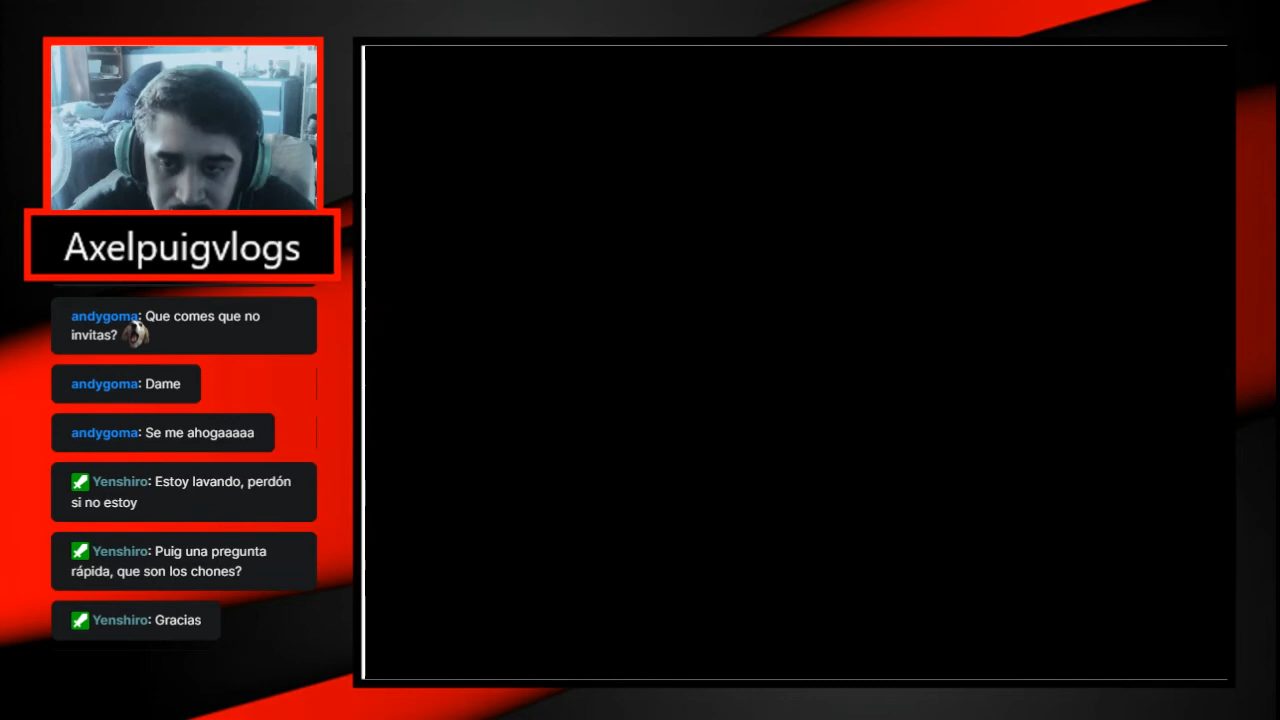 Axelpuigvlogs
andygoma: Que comes que no
invitas?
andygoma: Dame
andygoma: Se me ahogaaaaa
Yenshiro: Estoy lavando, perdón
si no estoy
Yenshiro: Puig una pregunta
rápida, que son los chones?
Yenshiro: Gracias